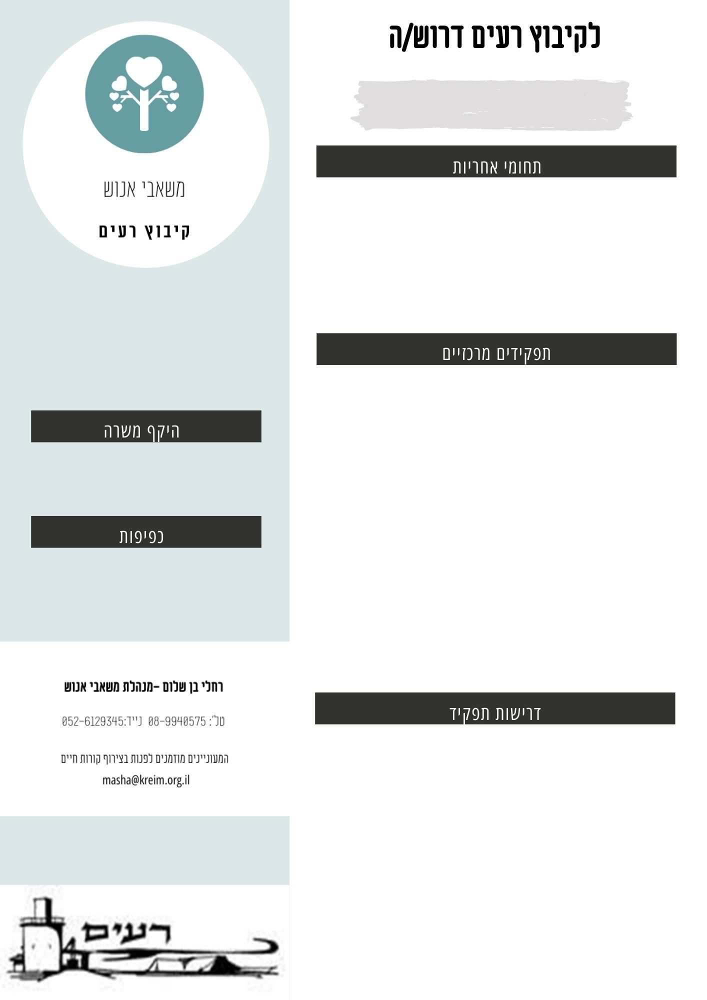 לקיבוץ רעים דרוש/ה
תחומי אחריות
תפקידים מרכזיים
דרישות תפקיד
משאבי אנוש
קיבוץ רעים
היקף משרה
כפיפות
רחלי בן שלום -מנהלת משאבי אנוש
טל': 08-9940575 נייד:052-6129345
המעוניינים מוזמנים לפנות בצירוף קורות חיים
masha@kreim.org.il
רעים